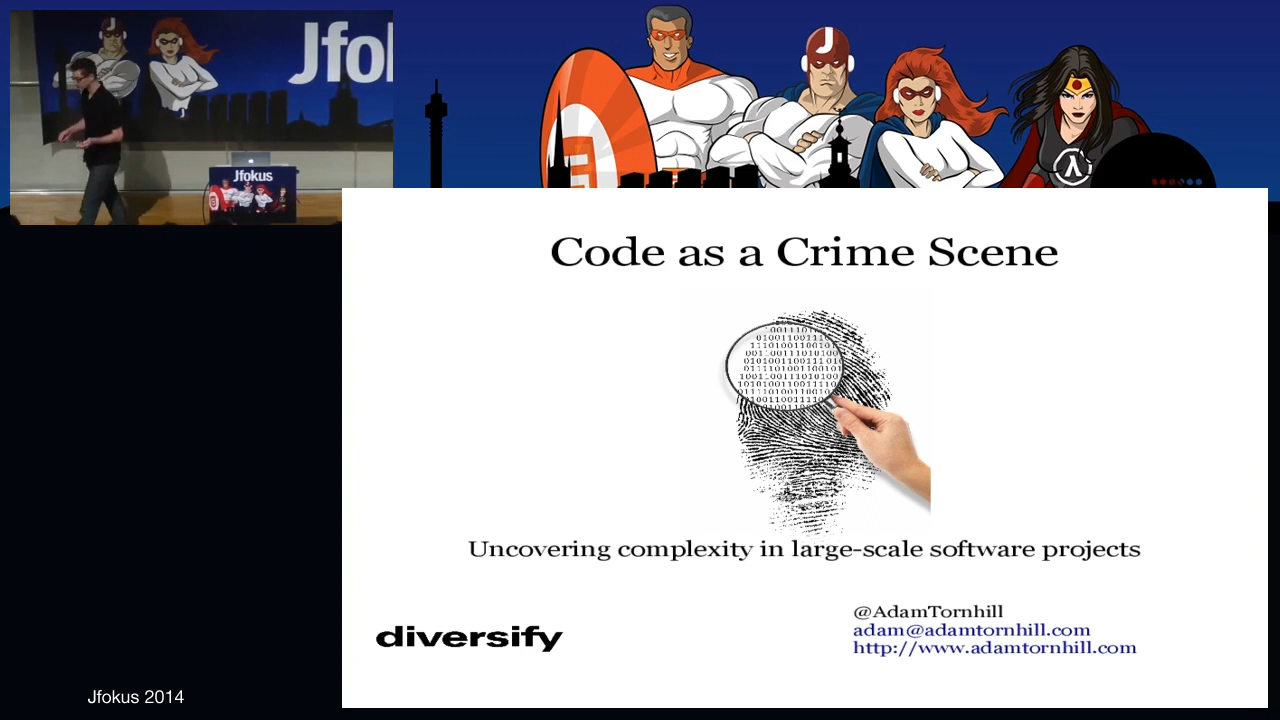 Jfo
Jfokus
Code as a Crime Scene
Uncovering complexity in large-scale software projects
@AdamTornhill
adam@adamtornhill.com
http://www.adamtornhill.com
diversify
Jfokus 2014